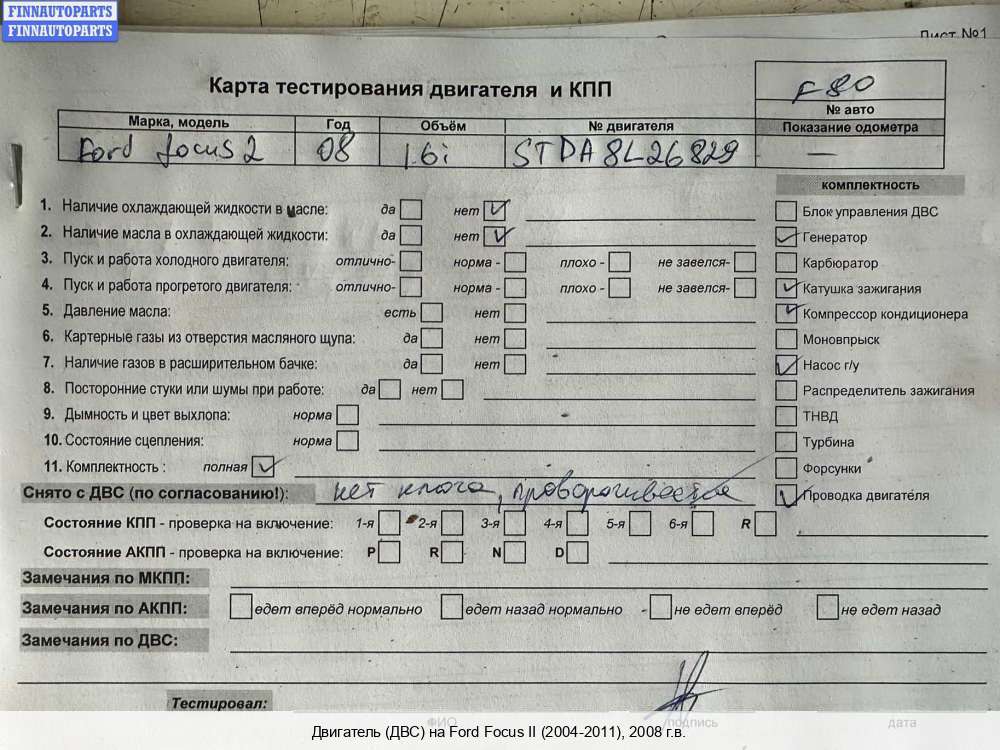 FINNAUTOPARTS
FINNAUTOPARTS
Лист №1
Карта тестирования двигателя и КПП
F80
№ авто
Марка, модель Год Объём № двигателя Показание одометра
Ford focus 2 08 1.6i STDA8L26829 —
комплектность
1. Наличие охлаждающей жидкости в масле: да нет
Блок управления ДВС
2. Наличие масла в охлаждающей жидкости: да нет
Генератор
3. Пуск и работа холодного двигателя: отлично- норма - плохо - не завелся-
Карбюратор
4. Пуск и работа прогретого двигателя: отлично- норма - плохо - не завелся-
Катушка зажигания
5. Давление масла: есть нет
Компрессор кондиционера
6. Картерные газы из отверстия масляного щупа: да нет
Моновпрыск
7. Наличие газов в расширительном бачке: да нет
Насос г/у
8. Посторонние стуки или шумы при работе: да нет
Распределитель зажигания
9. Дымность и цвет выхлопа: норма
ТНВД
10. Состояние сцепления: норма
Турбина
11. Комплектность : полная
Форсунки
Снято с ДВС (по согласованию!): нет ключа, проворачивается
Проводка двигателя
Состояние КПП - проверка на включение: 1-я 2-я 3-я 4-я 5-я 6-я R
Состояние АКПП - проверка на включение: P R N D
Замечания по МКПП:
Замечания по АКПП: едет вперёд нормально едет назад нормально не едет вперёд не едет назад
Замечания по ДВС:
Тестировал:
ФИО подпись дата
Двигатель (ДВС) на Ford Focus II (2004-2011), 2008 г.в.